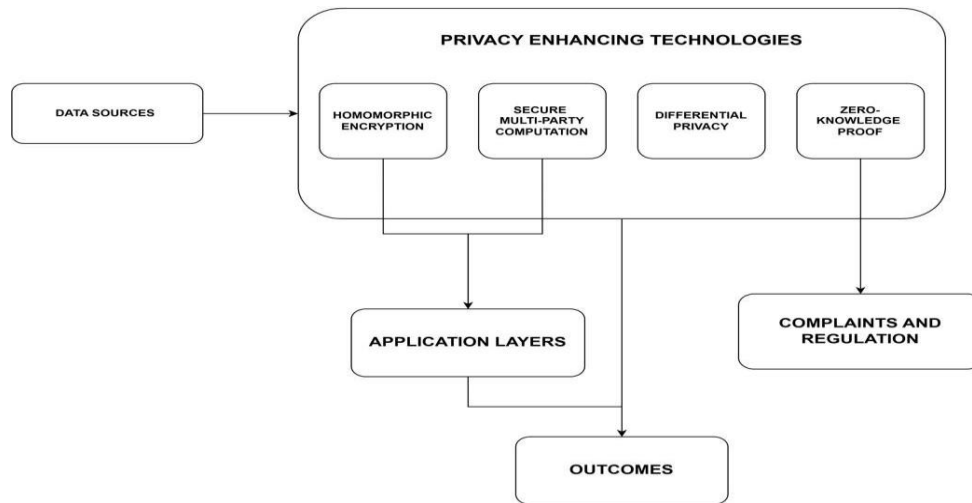 PRIVACY ENHANCING TECHNOLOGIES
DATA SOURCES
HOMOMORPHIC
ENCRYPTION
SECURE
MULTI-PARTY
COMPUTATION
DIFFERENTIAL
PRIVACY
ZERO-
KNOWLEDGE
PROOF
APPLICATION LAYERS
COMPLAINTS AND
REGULATION
OUTCOMES